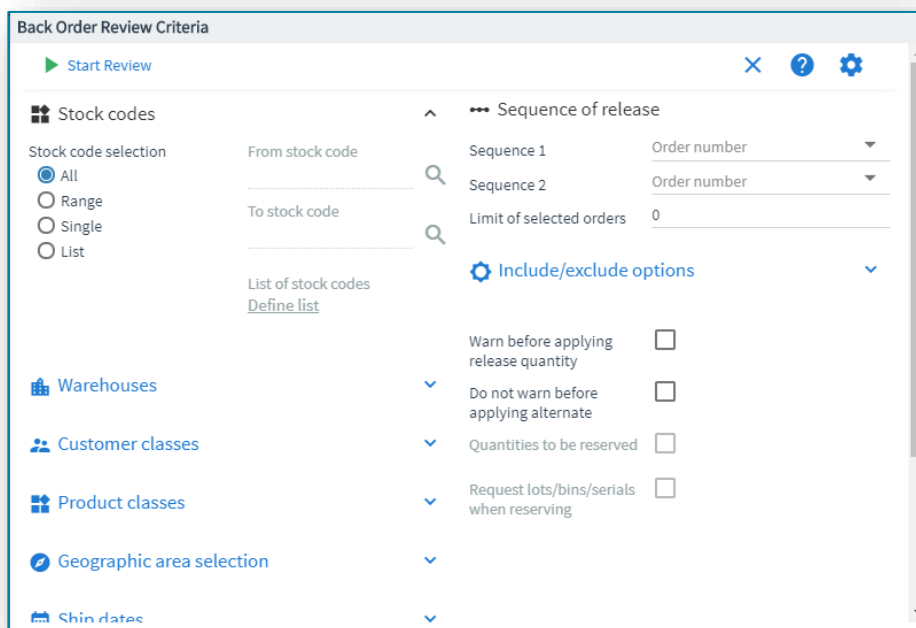 Back Order Review Criteria
Start Review
Stock codes
Stock code selection
All
Range
Single
List
From stock code
To stock code
List of stock codes
Define list
Warehouses
Customer classes
Product classes
Geographic area selection
Ship dates
Sequence of release
Sequence 1 Order number
Sequence 2 Order number
Limit of selected orders 0
Include/exclude options
Warn before applying
release quantity
Do not warn before
applying alternate
Quantities to be reserved
Request lots/bins/serials
when reserving